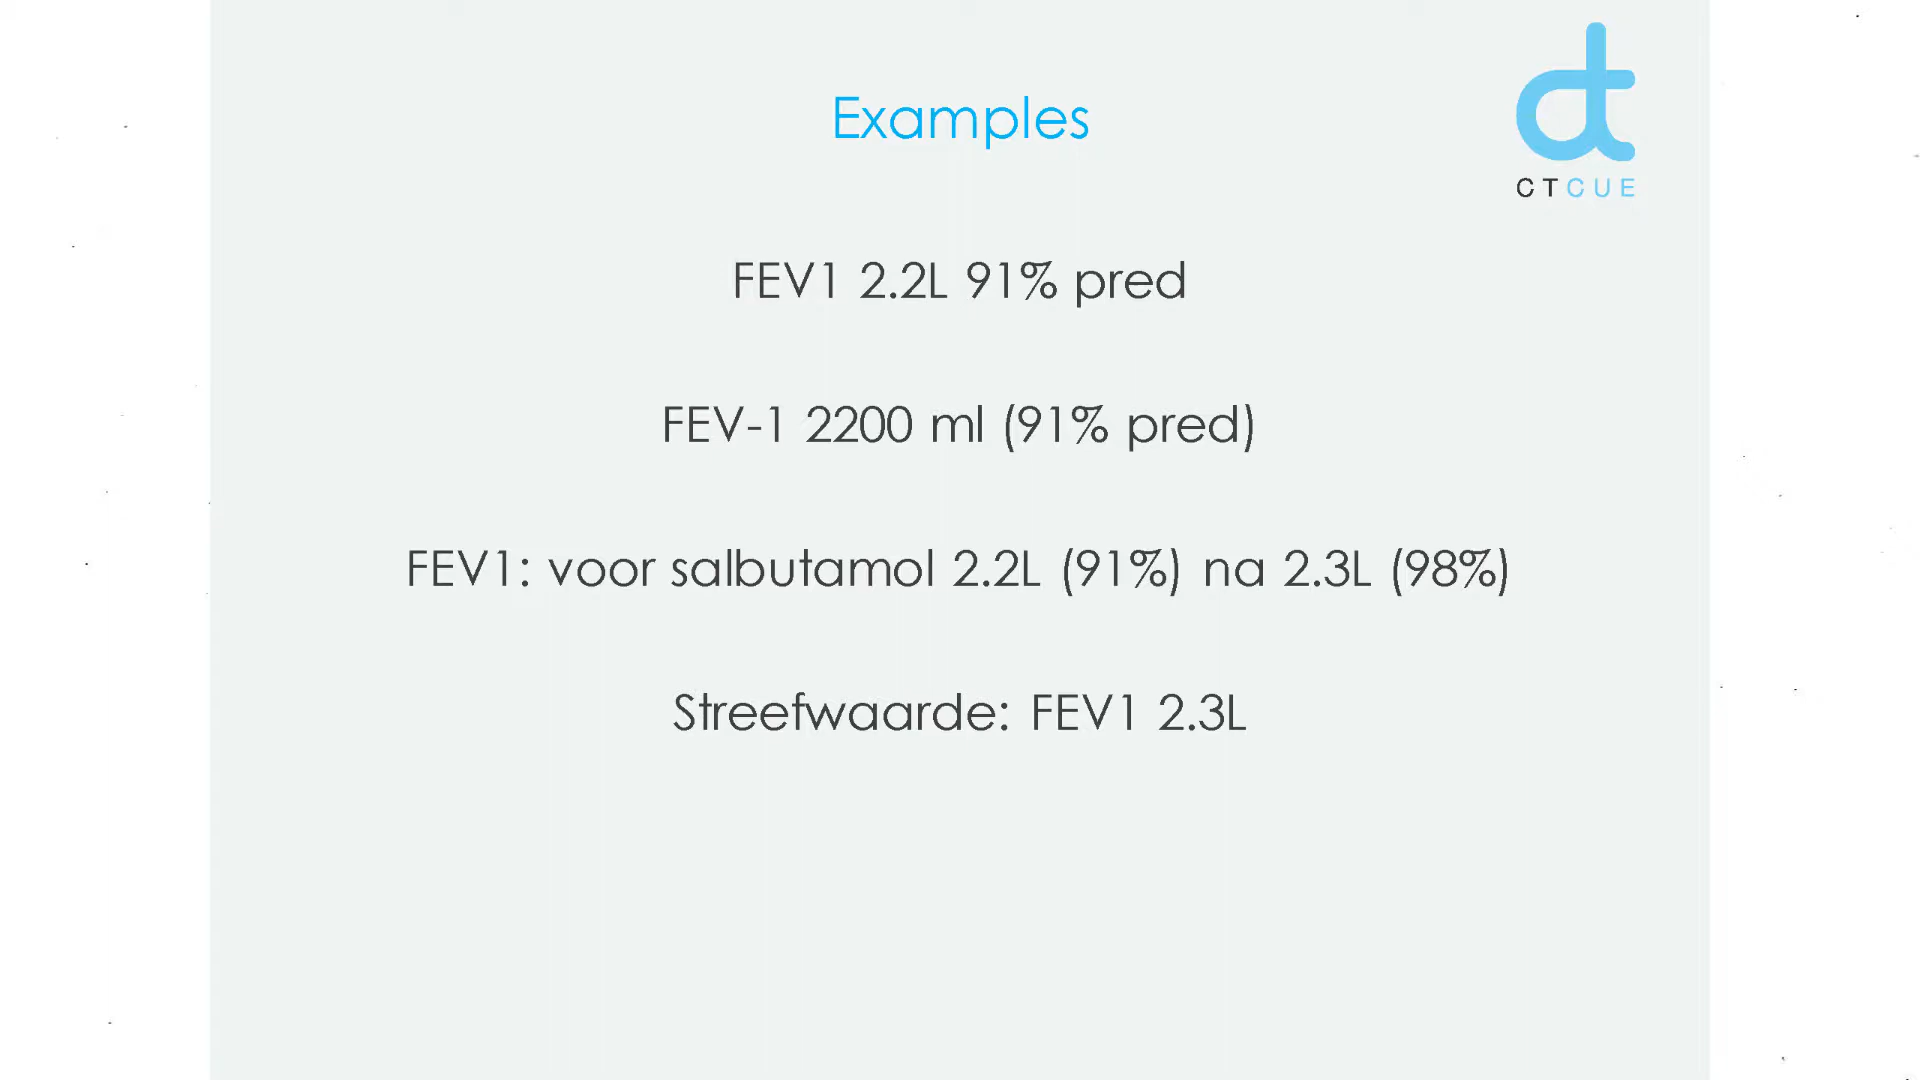 Examples
CTCUE
FEV1 2.2L 91% pred
FEV-1 2200 ml (91% pred)
FEV1: voor salbutamol 2.2L (91%) na 2.3L (98%)
Streefwaarde: FEV1 2.3L